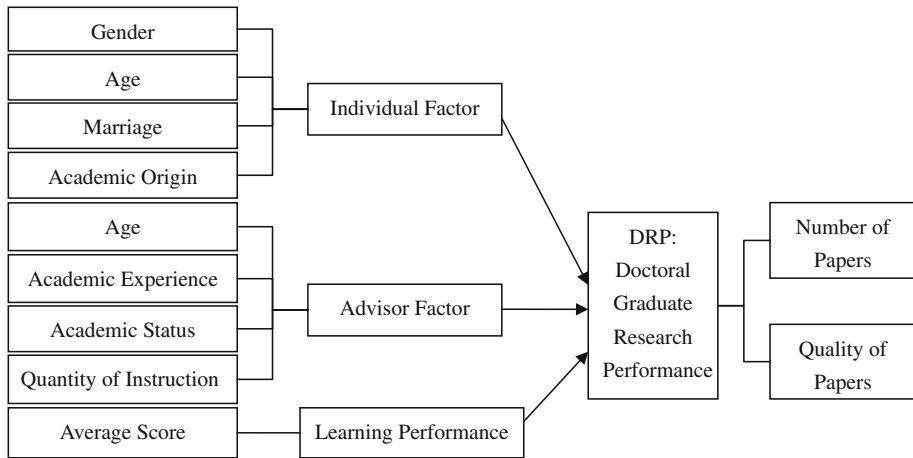 Gender
Age
Marriage
Academic Origin
Age
Academic Experience
Academic Status
Quantity of Instruction
Average Score
Individual Factor
Advisor Factor
Learning Performance
DRP:
Doctoral
Graduate
Research
Performance
Number of
Papers
Quality of
Papers